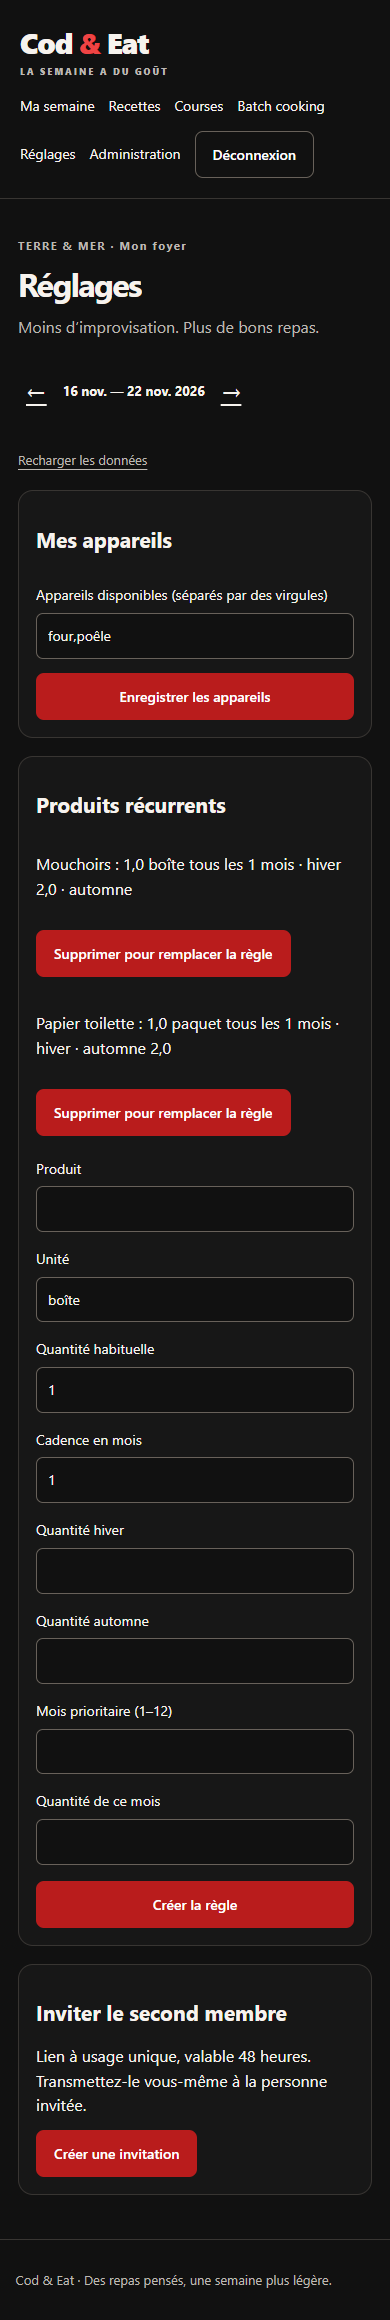 Cod & Eat
LA SEMAINE A DU GOÛT
Ma semaine Recettes Courses Batch cooking
Réglages Administration Déconnexion
TERRE & MER · Mon foyer
Réglages
Moins d’improvisation. Plus de bons repas.
← 16 nov. — 22 nov. 2026 →
Recharger les données
Mes appareils
Appareils disponibles (séparés par des virgules)
four,poêle
Enregistrer les appareils
Produits récurrents
Mouchoirs : 1,0 boîte tous les 1 mois · hiver
2,0 · automne
Supprimer pour remplacer la règle
Papier toilette : 1,0 paquet tous les 1 mois ·
hiver · automne 2,0
Supprimer pour remplacer la règle
Produit
Unité
boîte
Quantité habituelle
1
Cadence en mois
1
Quantité hiver
Quantité automne
Mois prioritaire (1–12)
Quantité de ce mois
Créer la règle
Inviter le second membre
Lien à usage unique, valable 48 heures.
Transmettez-le vous-même à la personne
invitée.
Créer une invitation
Cod & Eat · Des repas pensés, une semaine plus légère.